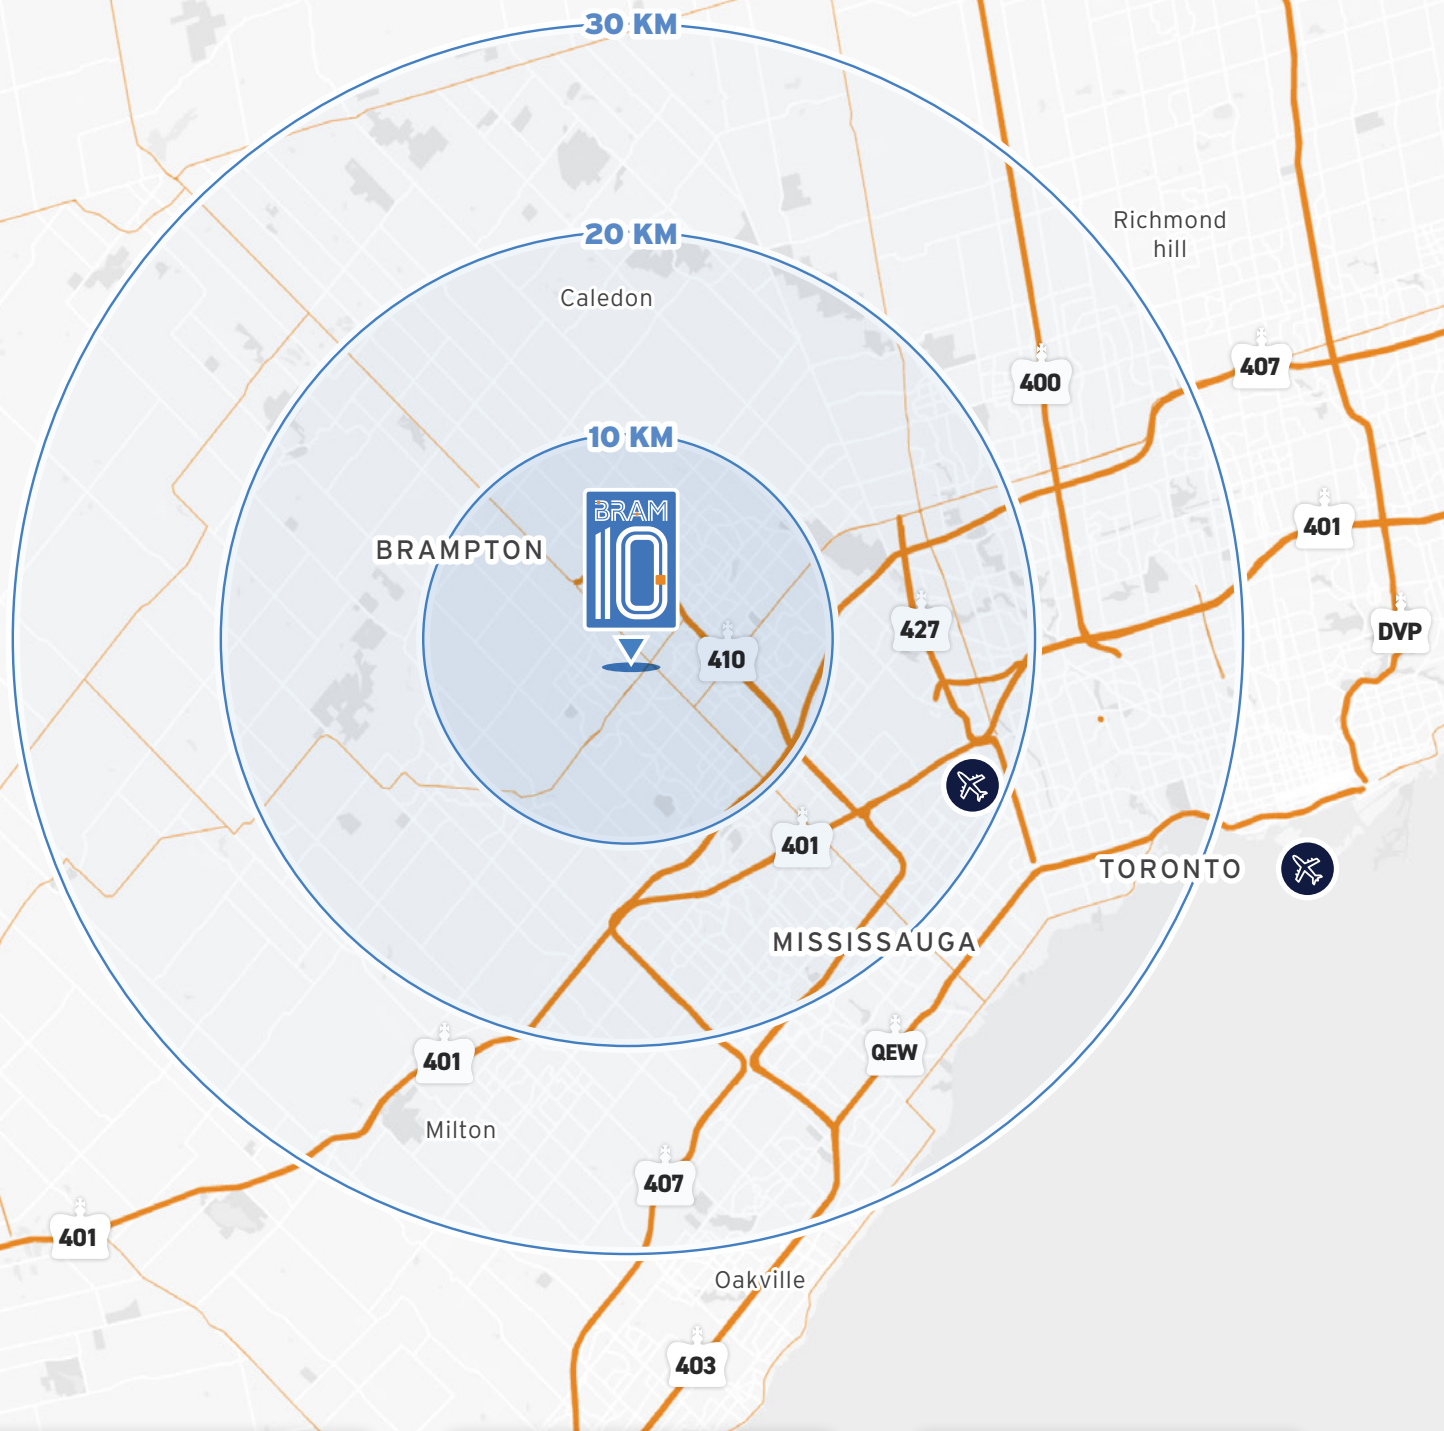 30 KM
Richmond
hill
20 KM
Caledon
407
400
10 KM
BRAM
10
401
BRAMPTON
427
DVP
410
401
TORONTO
MISSISSAUGA
QEW
401
Milton
407
401
Oakville
403